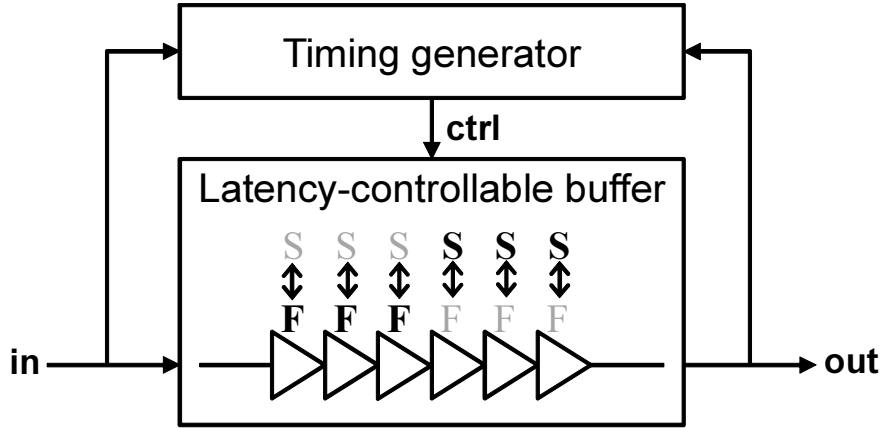 Timing generator
ctrl
Latency-controllable buffer
S S S S S S
F F F F F F
in
out